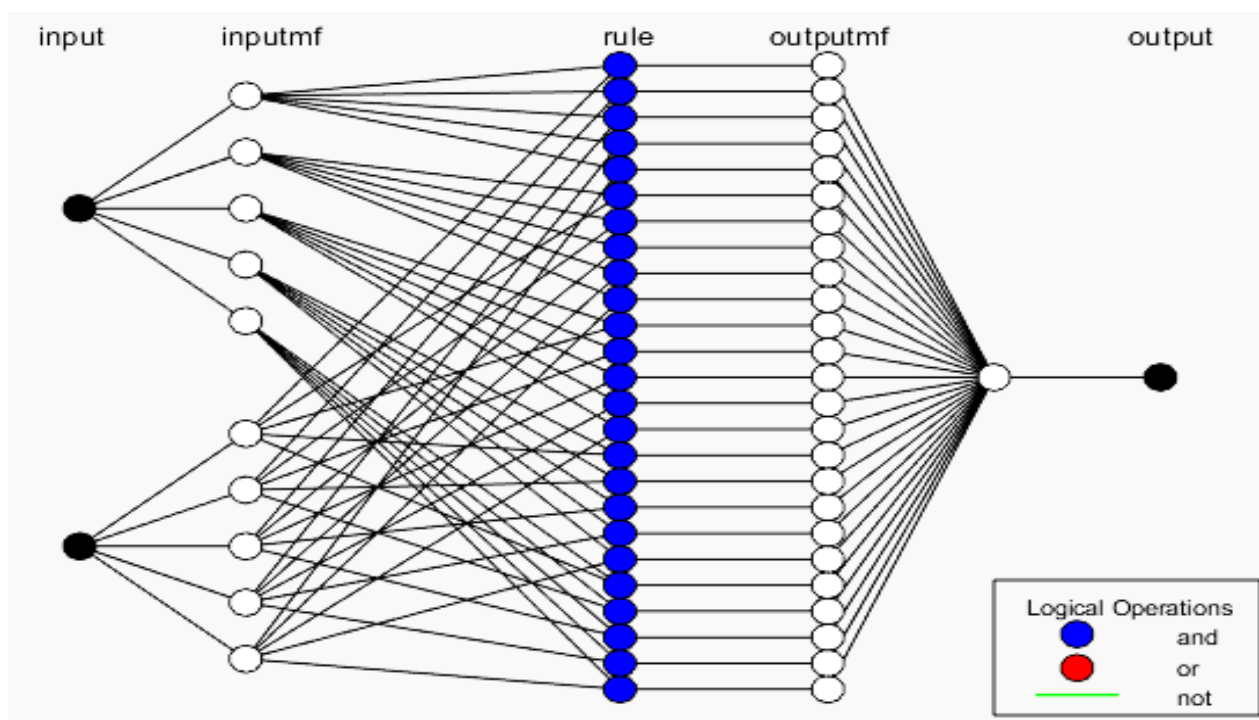 input inputmf rule outputmf output
Logical Operations
and
or
not